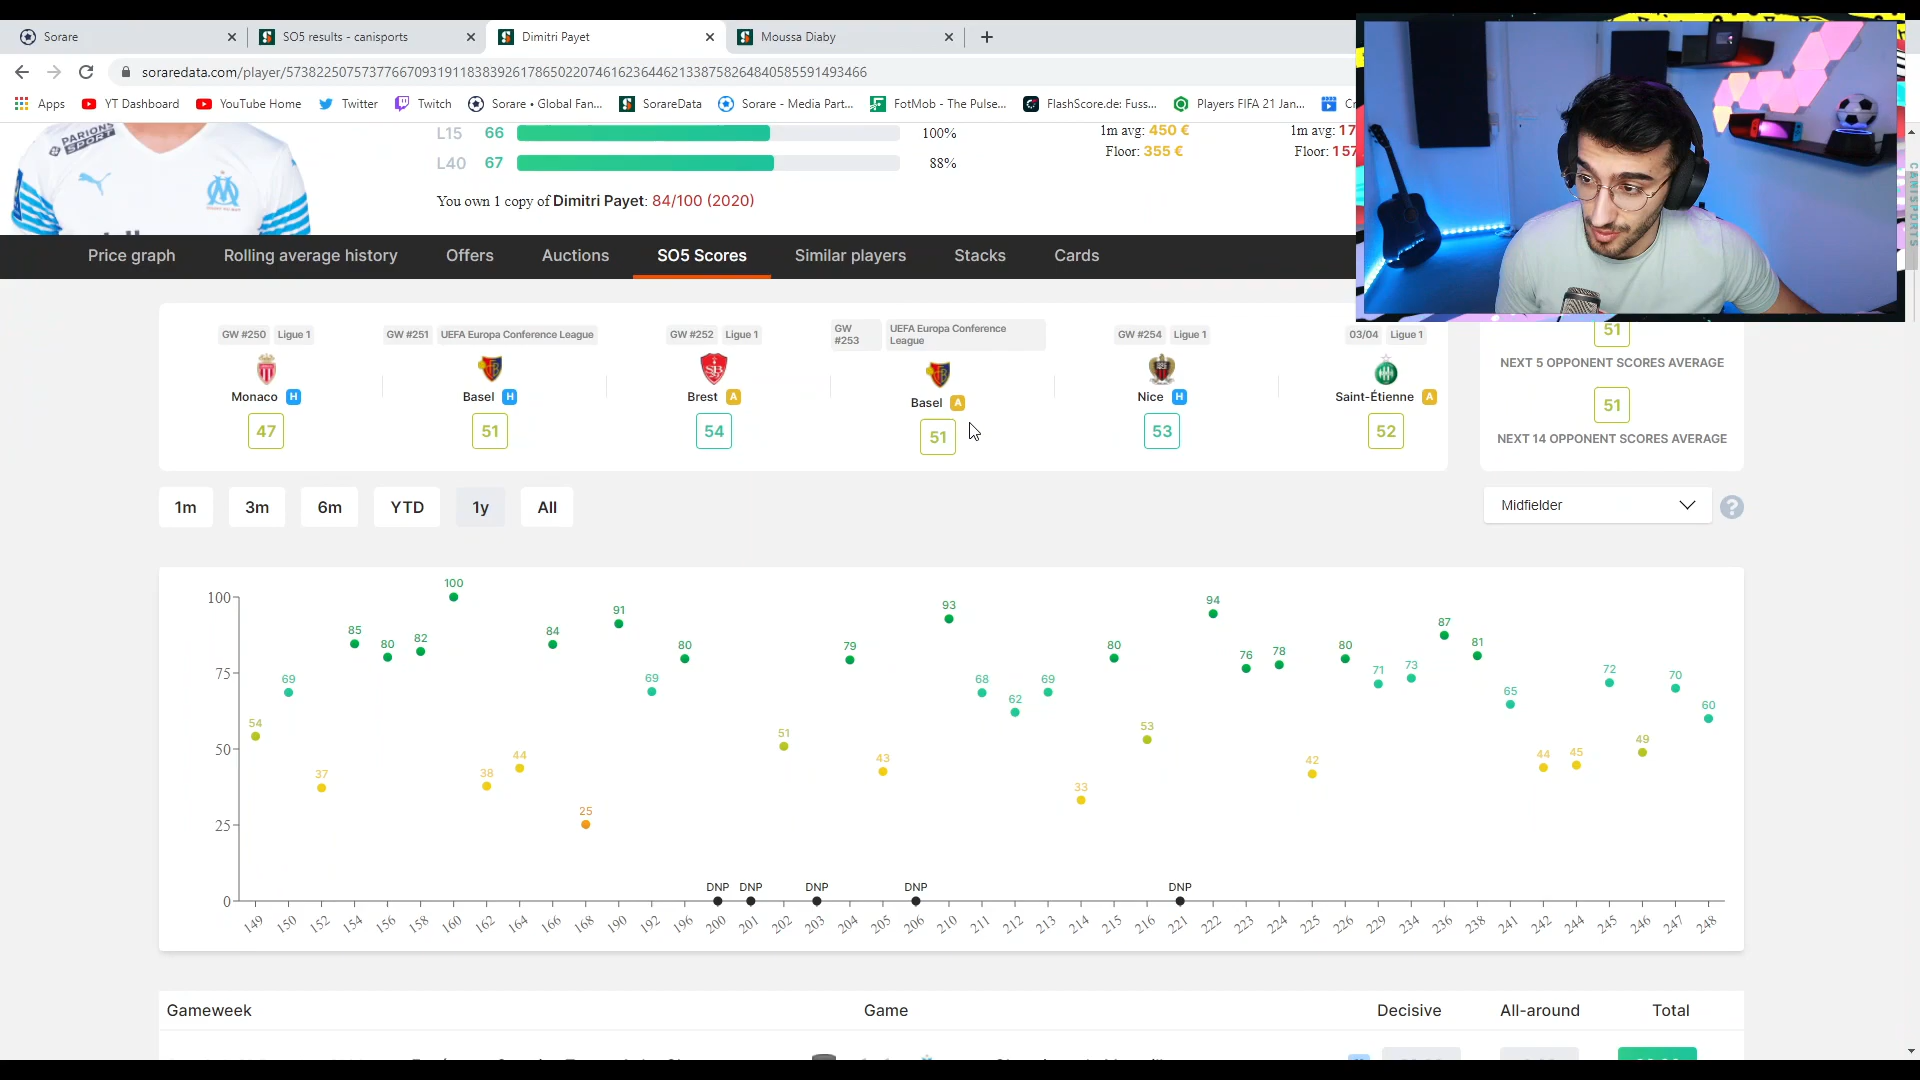 Sorare
SO5 results - canisports
Dimitri Payet
Moussa Diaby
soraredata.com/player/57382250757377667093191183839261786502207461623644621338758264840585591493466
Apps
YT Dashboard
YouTube Home
Twitter
Twitch
Sorare • Global Fan...
SorareData
Sorare - Media Part...
FotMob - The Pulse...
FlashScore.de: Fuss...
Players FIFA 21 Jan...
PARIONS SPORT
L15 66 100%
L40 67 88%
1m avg: 450 €
Floor: 355 €
1m avg: 17
Floor: 157
You own 1 copy of Dimitri Payet: 84/100 (2020)
CANISPORTS
Price graph
Rolling average history
Offers
Auctions
SO5 Scores
Similar players
Stacks
Cards
GW #250 Ligue 1
Monaco H
47
GW #251 UEFA Europa Conference League
Basel H
51
GW #252 Ligue 1
Brest A
54
GW #253 UEFA Europa Conference League
Basel A
51
GW #254 Ligue 1
Nice H
53
03/04 Ligue 1
Saint-Étienne A
52
51
NEXT 5 OPPONENT SCORES AVERAGE
51
NEXT 14 OPPONENT SCORES AVERAGE
1m
3m
6m
YTD
1y
All
Midfielder
?
100
75
50
25
0
54 69 37 85 80 82 100 38 44 84 25 91 69 80 DNP DNP 51 DNP 79 43 DNP 93 68 62 69 33 80 53 DNP 94 76 78 42 80 71 73 87 81 65 44 45 72 49 70 60
149 150 152 154 156 158 160 162 164 166 168 190 192 196 200 201 202 203 204 205 206 210 211 212 213 214 215 216 221 222 223 224 225 226 229 234 236 238 241 242 244 245 246 247 248
Gameweek
Game
Decisive
All-around
Total